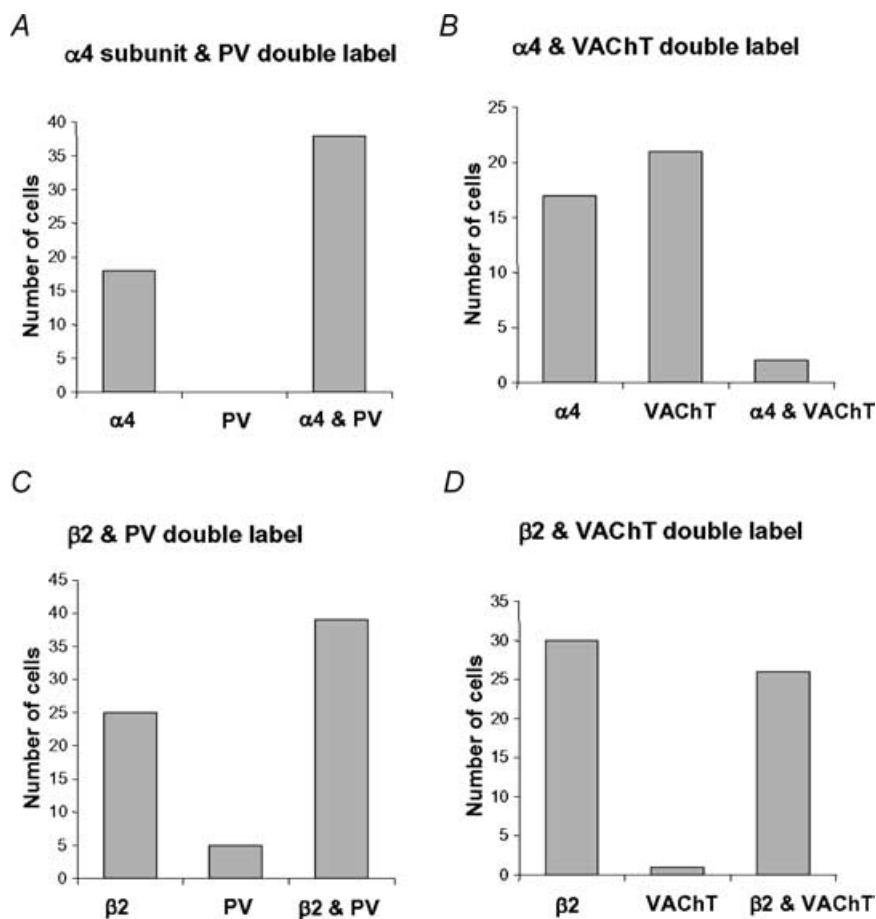 A
α4 subunit & PV double label
Number of cells
40
35
30
25
20
15
10
5
0
α4 PV α4 & PV
B
α4 & VAChT double label
Number of cells
25
20
15
10
5
0
α4 VAChT α4 & VAChT
C
β2 & PV double label
Number of cells
45
40
35
30
25
20
15
10
5
0
β2 PV β2 & PV
D
β2 & VAChT double label
Number of cells
35
30
25
20
15
10
5
0
β2 VAChT β2 & VAChT